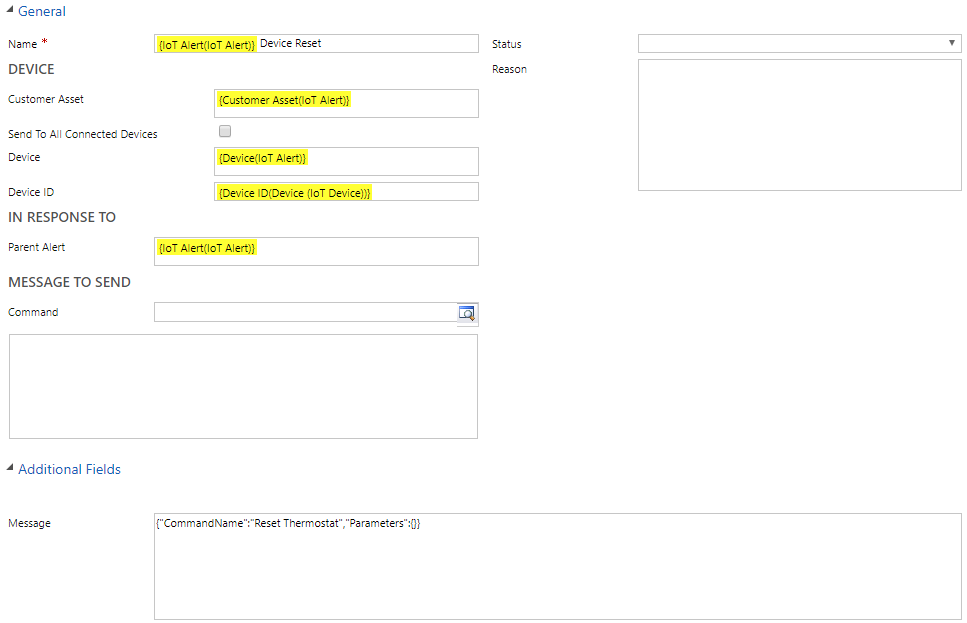 General
Name * {IoT Alert(IoT Alert)} Device Reset
Status
DEVICE
Reason
Customer Asset {Customer Asset(IoT Alert)}
Send To All Connected Devices
Device {Device(IoT Alert)}
Device ID {Device ID(Device (IoT Device))}
IN RESPONSE TO
Parent Alert {IoT Alert(IoT Alert)}
MESSAGE TO SEND
Command
Additional Fields
Message {"CommandName":"Reset Thermostat","Parameters":{}}